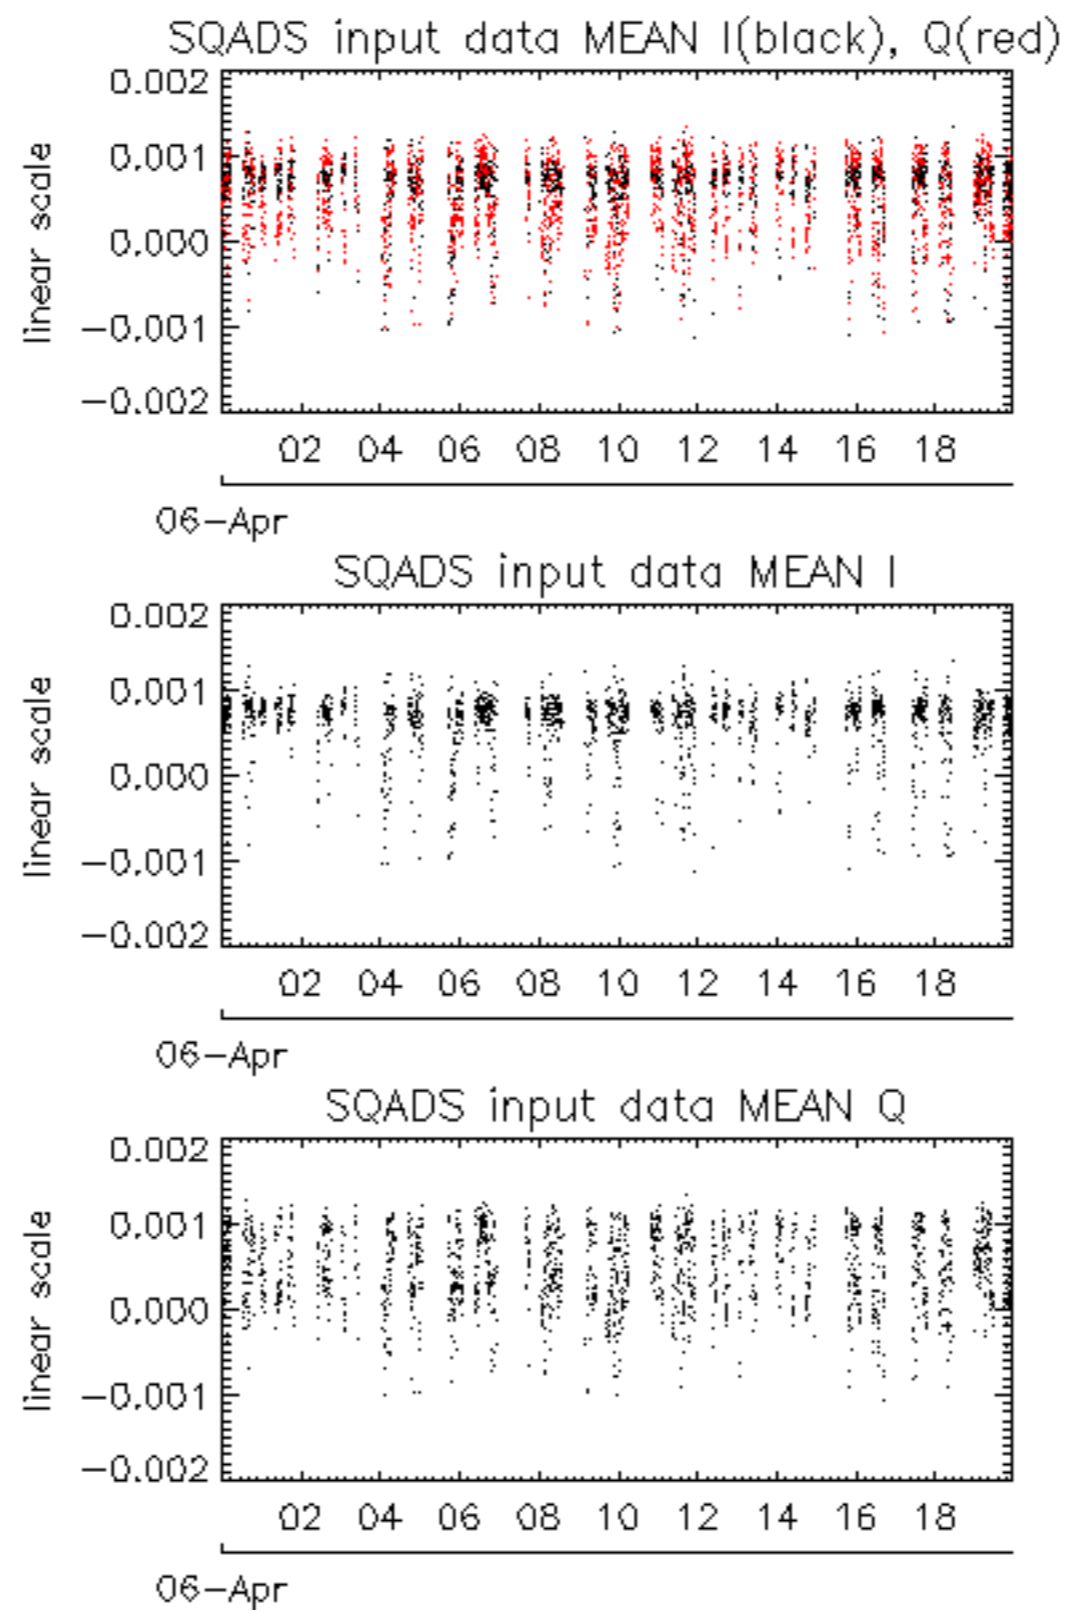 SQADS input data MEAN I(black), Q(red)
0.002
0.001
0.000
−0.001
−0.002
linear scale
02 04 06 08 10 12 14 16 18
06−Apr
SQADS input data MEAN I
0.002
0.001
0.000
−0.001
−0.002
linear scale
02 04 06 08 10 12 14 16 18
06−Apr
SQADS input data MEAN Q
0.002
0.001
0.000
−0.001
−0.002
linear scale
02 04 06 08 10 12 14 16 18
06−Apr